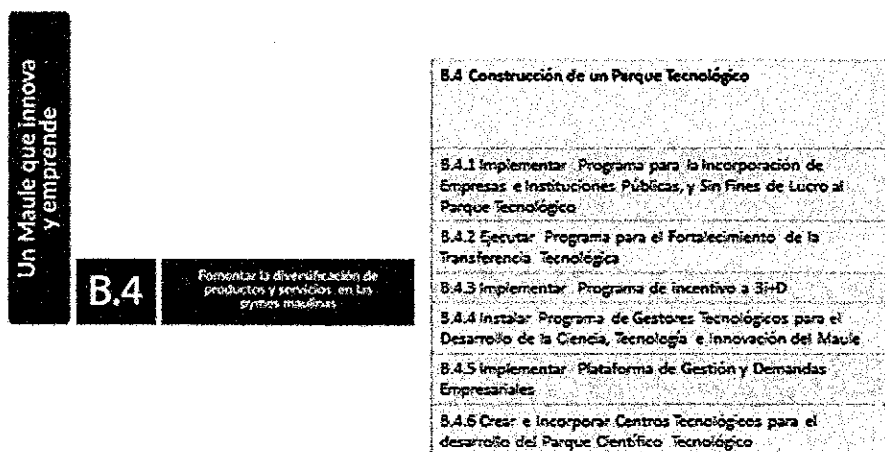 Un Maule que innova
y emprende
B.4
Fomentar la diversificación de
productos y servicios en las
pymes maulinas
B.4 Construcción de un Parque Tecnológico
B.4.1 Implementar Programa para la Incorporación de
Empresas e Instituciones Públicas, y Sin Fines de Lucro al
Parque Tecnológico
B.4.2 Ejecutar Programa para el Fortalecimiento de la
Transferencia Tecnológica
B.4.3 Implementar Programa de incentivo a 3i+D
B.4.4 Instalar Programa de Gestores Tecnológicos para el
Desarrollo de la Ciencia, Tecnología e Innovación del Maule
B.4.5 Implementar Plataforma de Gestión y Demandas
Empresariales
B.4.6 Crear e Incorporar Centros Tecnológicos para el
desarrollo del Parque Científico Tecnológico